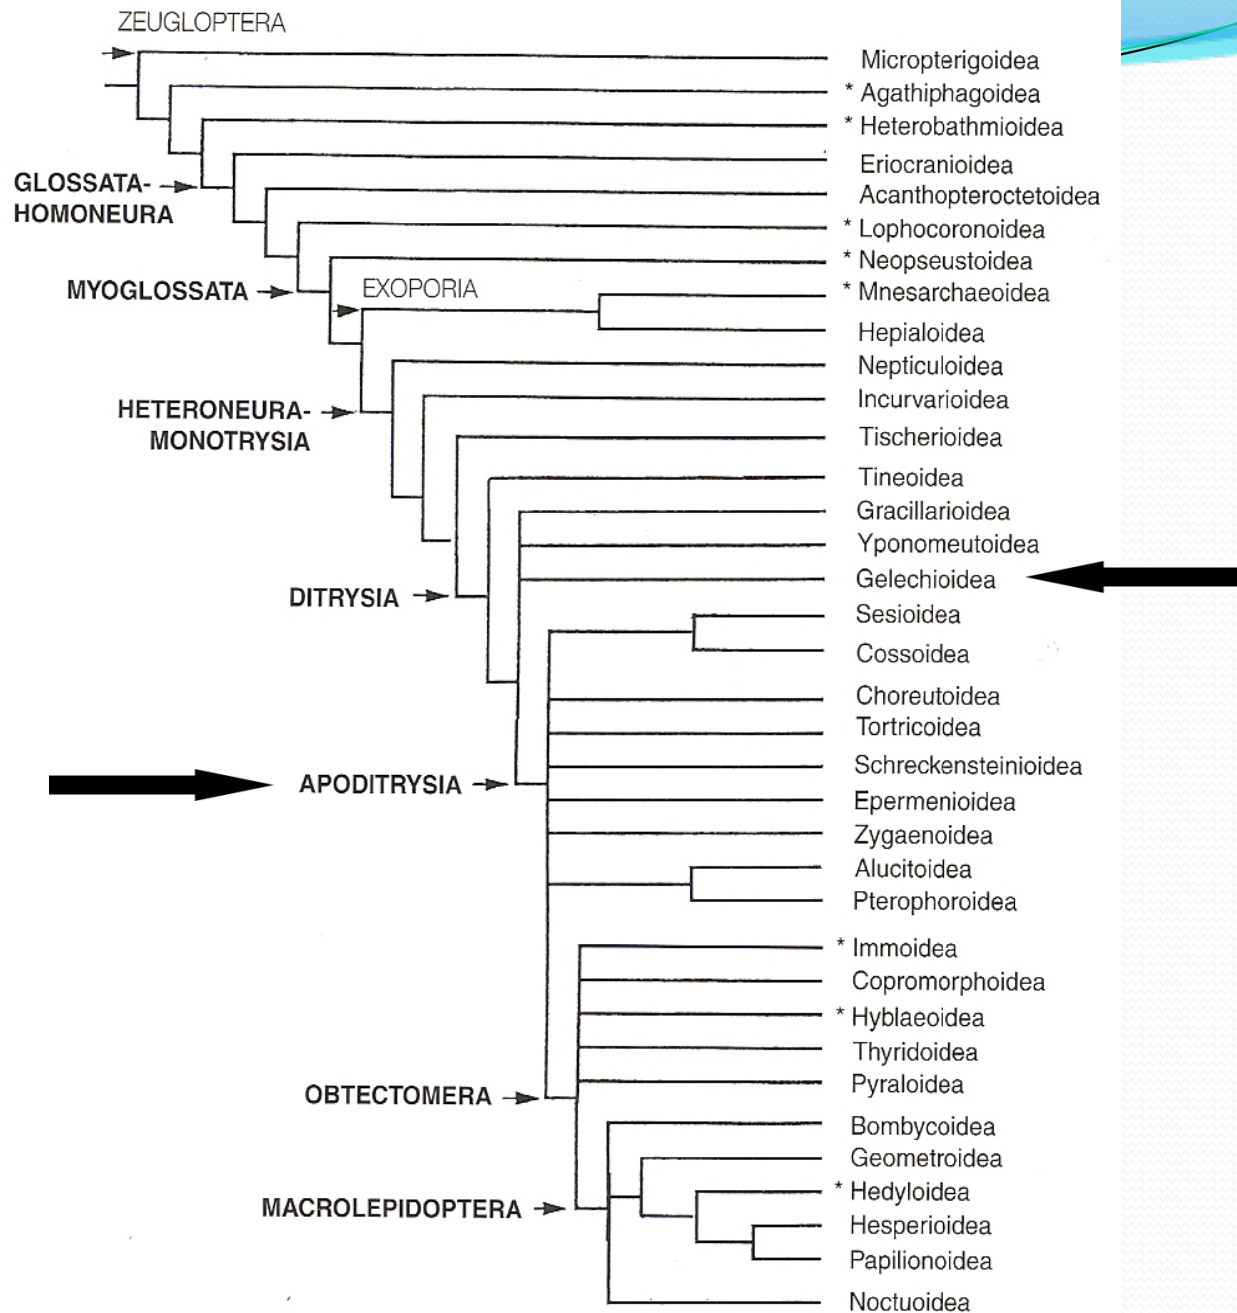 ZEUGLOPTERA
Micropterigoidea
* Agathiphagoidea
* Heterobathmioidea
Eriocranioidea
GLOSSATA-
HOMONEURA
Acanthopteroctetoidea
* Lophocoronoidea
* Neopseustoidea
MYOGLOSSATA
EXOPORIA
* Mnesarchaeoidea
Hepialoidea
Nepticuloidea
HETERONEURA-
MONOTRYSIA
Incurvarioidea
Tischerioidea
Tineoidea
Gracillarioidea
Yponomeutoidea
Gelechioidea
DITRYSIA
Sesioidea
Cossoidea
Choreutoidea
Tortricoidea
Schreckensteinioidea
APODITRYSIA
Epermenioidea
Zygaenoidea
Alucitoidea
Pterophoroidea
* Immoidea
Copromorphoidea
* Hyblaeoidea
Thyridoidea
Pyraloidea
OBTECTOMERA
Bombycoidea
Geometroidea
* Hedyloidea
MACROLEPIDOPTERA
Hesperioidea
Papilionoidea
Noctuoidea